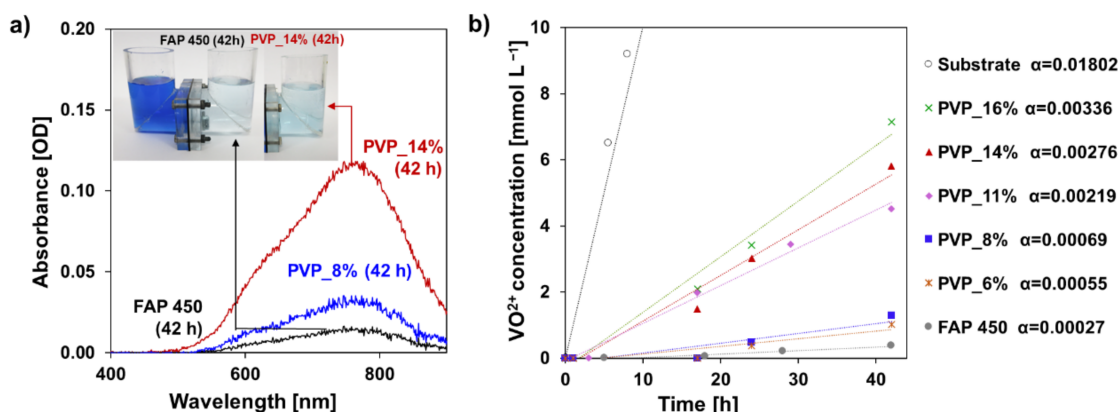 a)
FAP 450 (42h) PVP_14% (42h)
Absorbance [OD]
0.20
0.15
0.10
0.05
0.00
PVP_14%
(42 h)
PVP_8% (42 h)
FAP 450
(42 h)
400 600 800
Wavelength [nm]
b)
VO²⁺ concentration [mmol L⁻¹]
10
8
6
4
2
0
0 10 20 30 40
Time [h]
Substrate α=0.01802
PVP_16% α=0.00336
PVP_14% α=0.00276
PVP_11% α=0.00219
PVP_8% α=0.00069
PVP_6% α=0.00055
FAP 450 α=0.00027